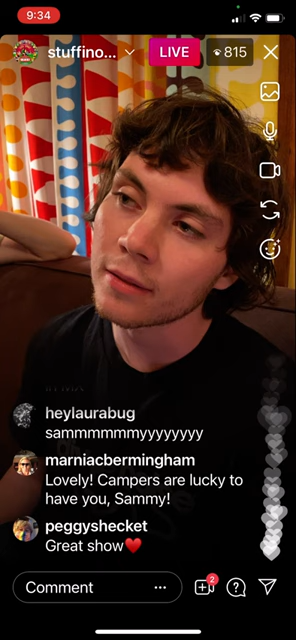 9:34
stuffino...
LIVE
815
heylaurabug
sammmmmmyyyyyyyy
marniacbermingham
Lovely! Campers are lucky to
have you, Sammy!
peggyshecket
Great show❤️
Comment
2